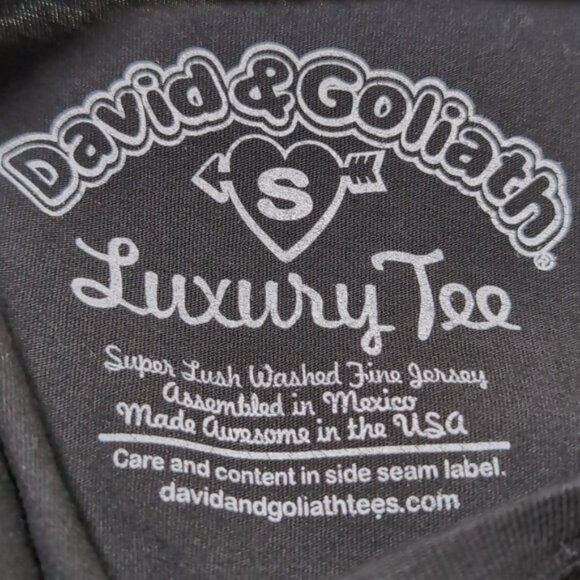 David & Goliath®
S
Luxury Tee
Super Lush Washed Fine Jersey
Assembled in Mexico
Made Awesome in the USA
Care and content in side seam label.
davidandgoliathtees.com